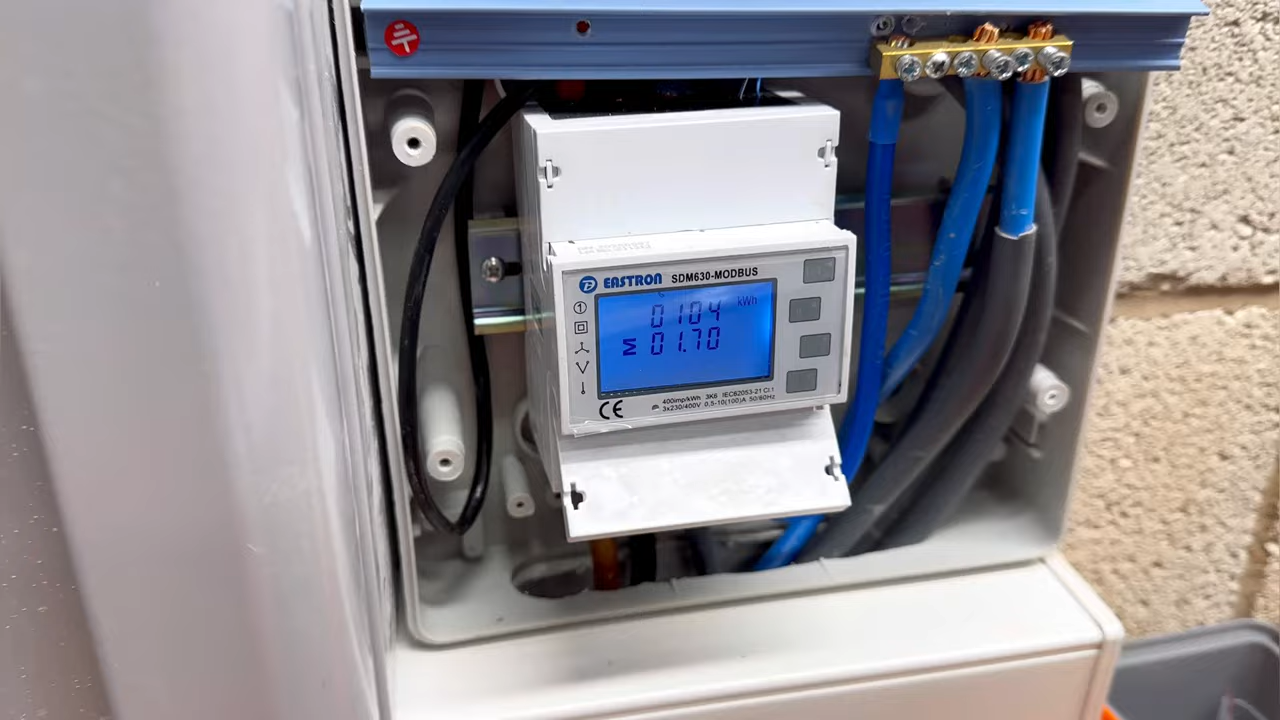 EASTRON SDM630-MODBUS
kWh
0104
Σ 01.70
400imp/kWh 3K6 IEC62053-21 Cl.1
3x230/400V 0.5-10(100)A 50/60Hz
CE